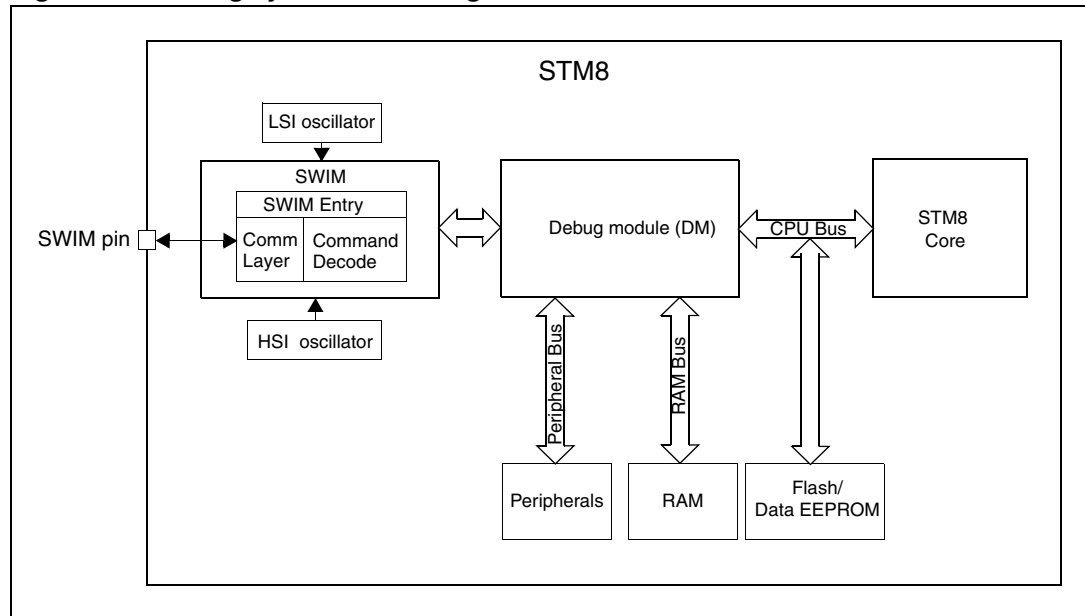 STM8
LSI oscillator
SWIM
SWIM Entry
Comm
Layer
Command
Decode
SWIM pin
HSI oscillator
Debug module (DM)
CPU Bus
STM8
Core
Peripheral Bus
RAM Bus
Peripherals
RAM
Flash/
Data EEPROM